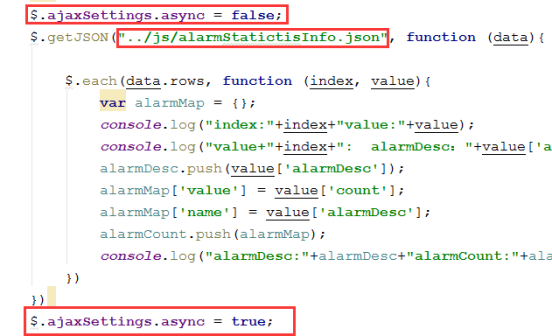 $.ajaxSettings.async = false;
$.getJSON("../js/alarmStatictisInfo.json", function (data){
$.each(data.rows, function (index, value){
var alarmMap = {};
console.log("index:"+index+"value:"+value);
console.log("value+"+index+":  alarmDesc: "+value['a
alarmDesc.push(value['alarmDesc']);
alarmMap['value'] = value['count'];
alarmMap['name'] = value['alarmDesc'];
alarmCount.push(alarmMap);
console.log("alarmDesc:"+alarmDesc+"alarmCount:"+ala
})
})
$.ajaxSettings.async = true;